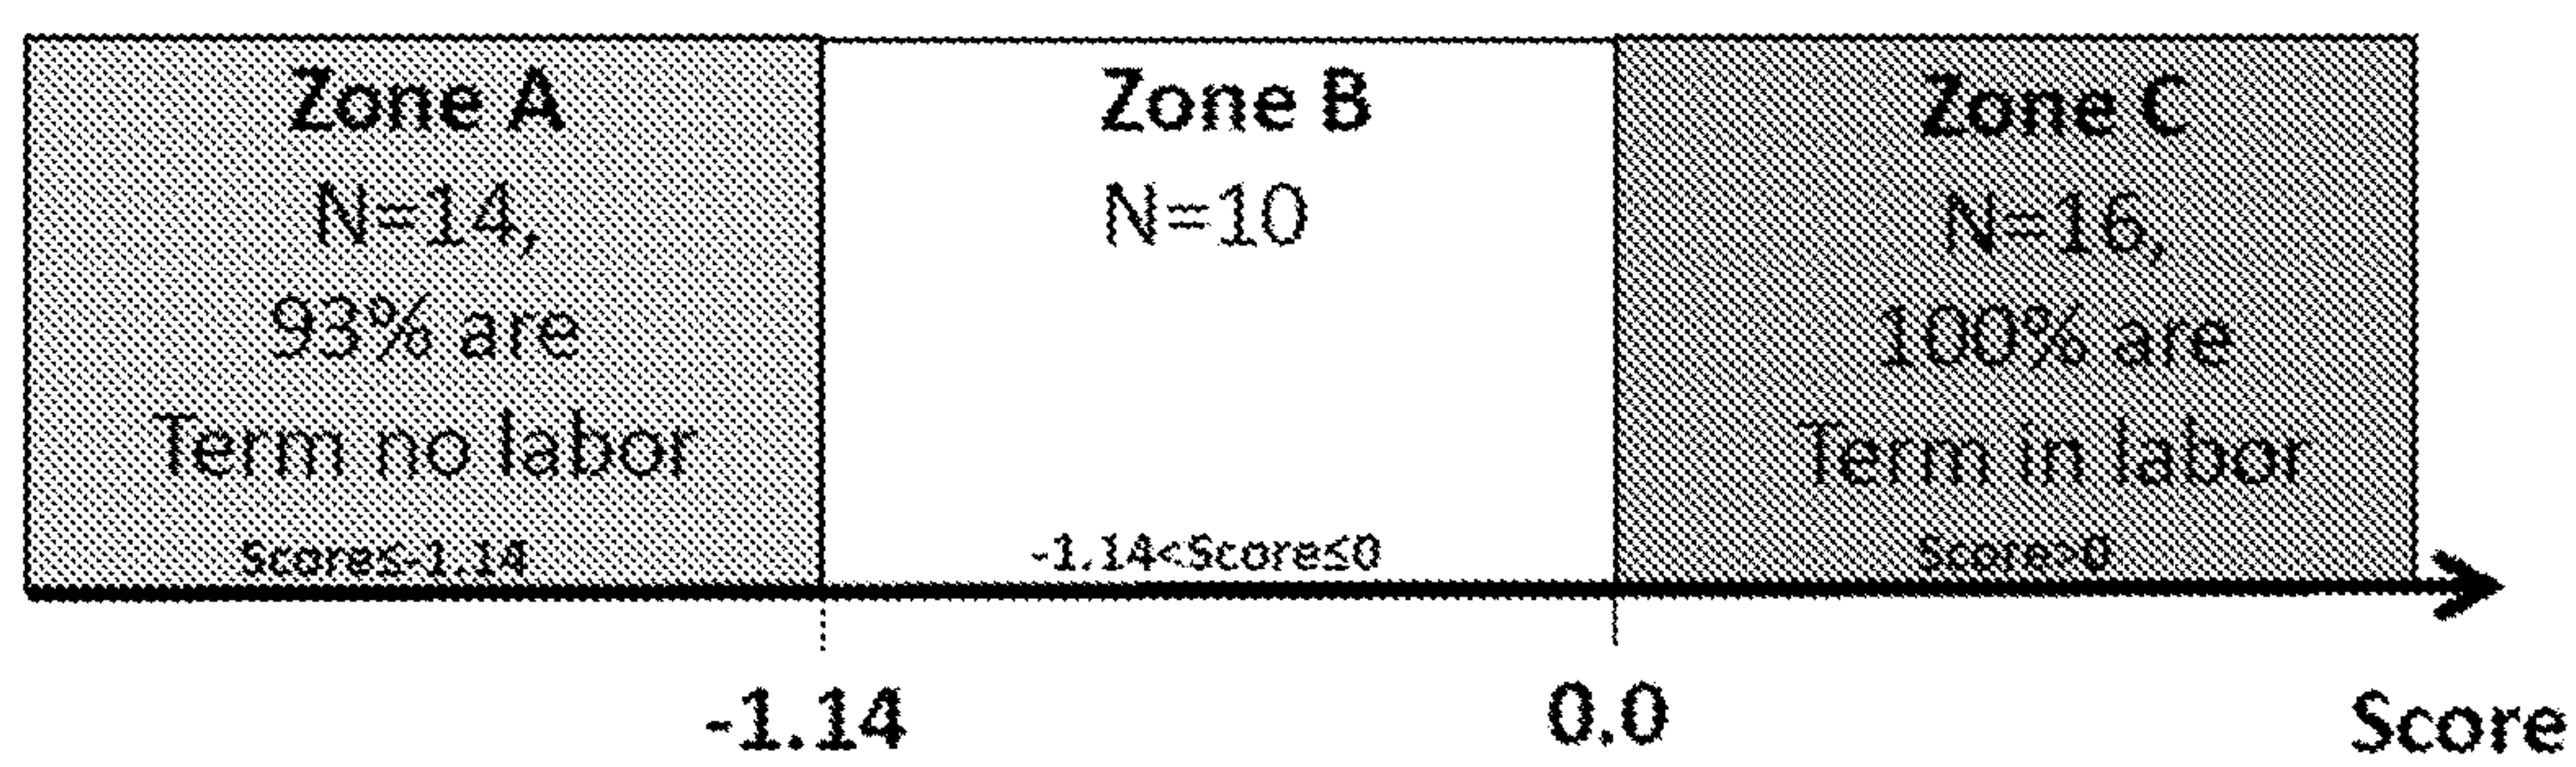 Zone A
N=14,
93% are
Term no labor
Score≤-1.14
Zone B
N=10
-1.14<Score≤0
Zone C
N=16,
100% are
Term in labor
Score>0
-1.14
0.0
Score